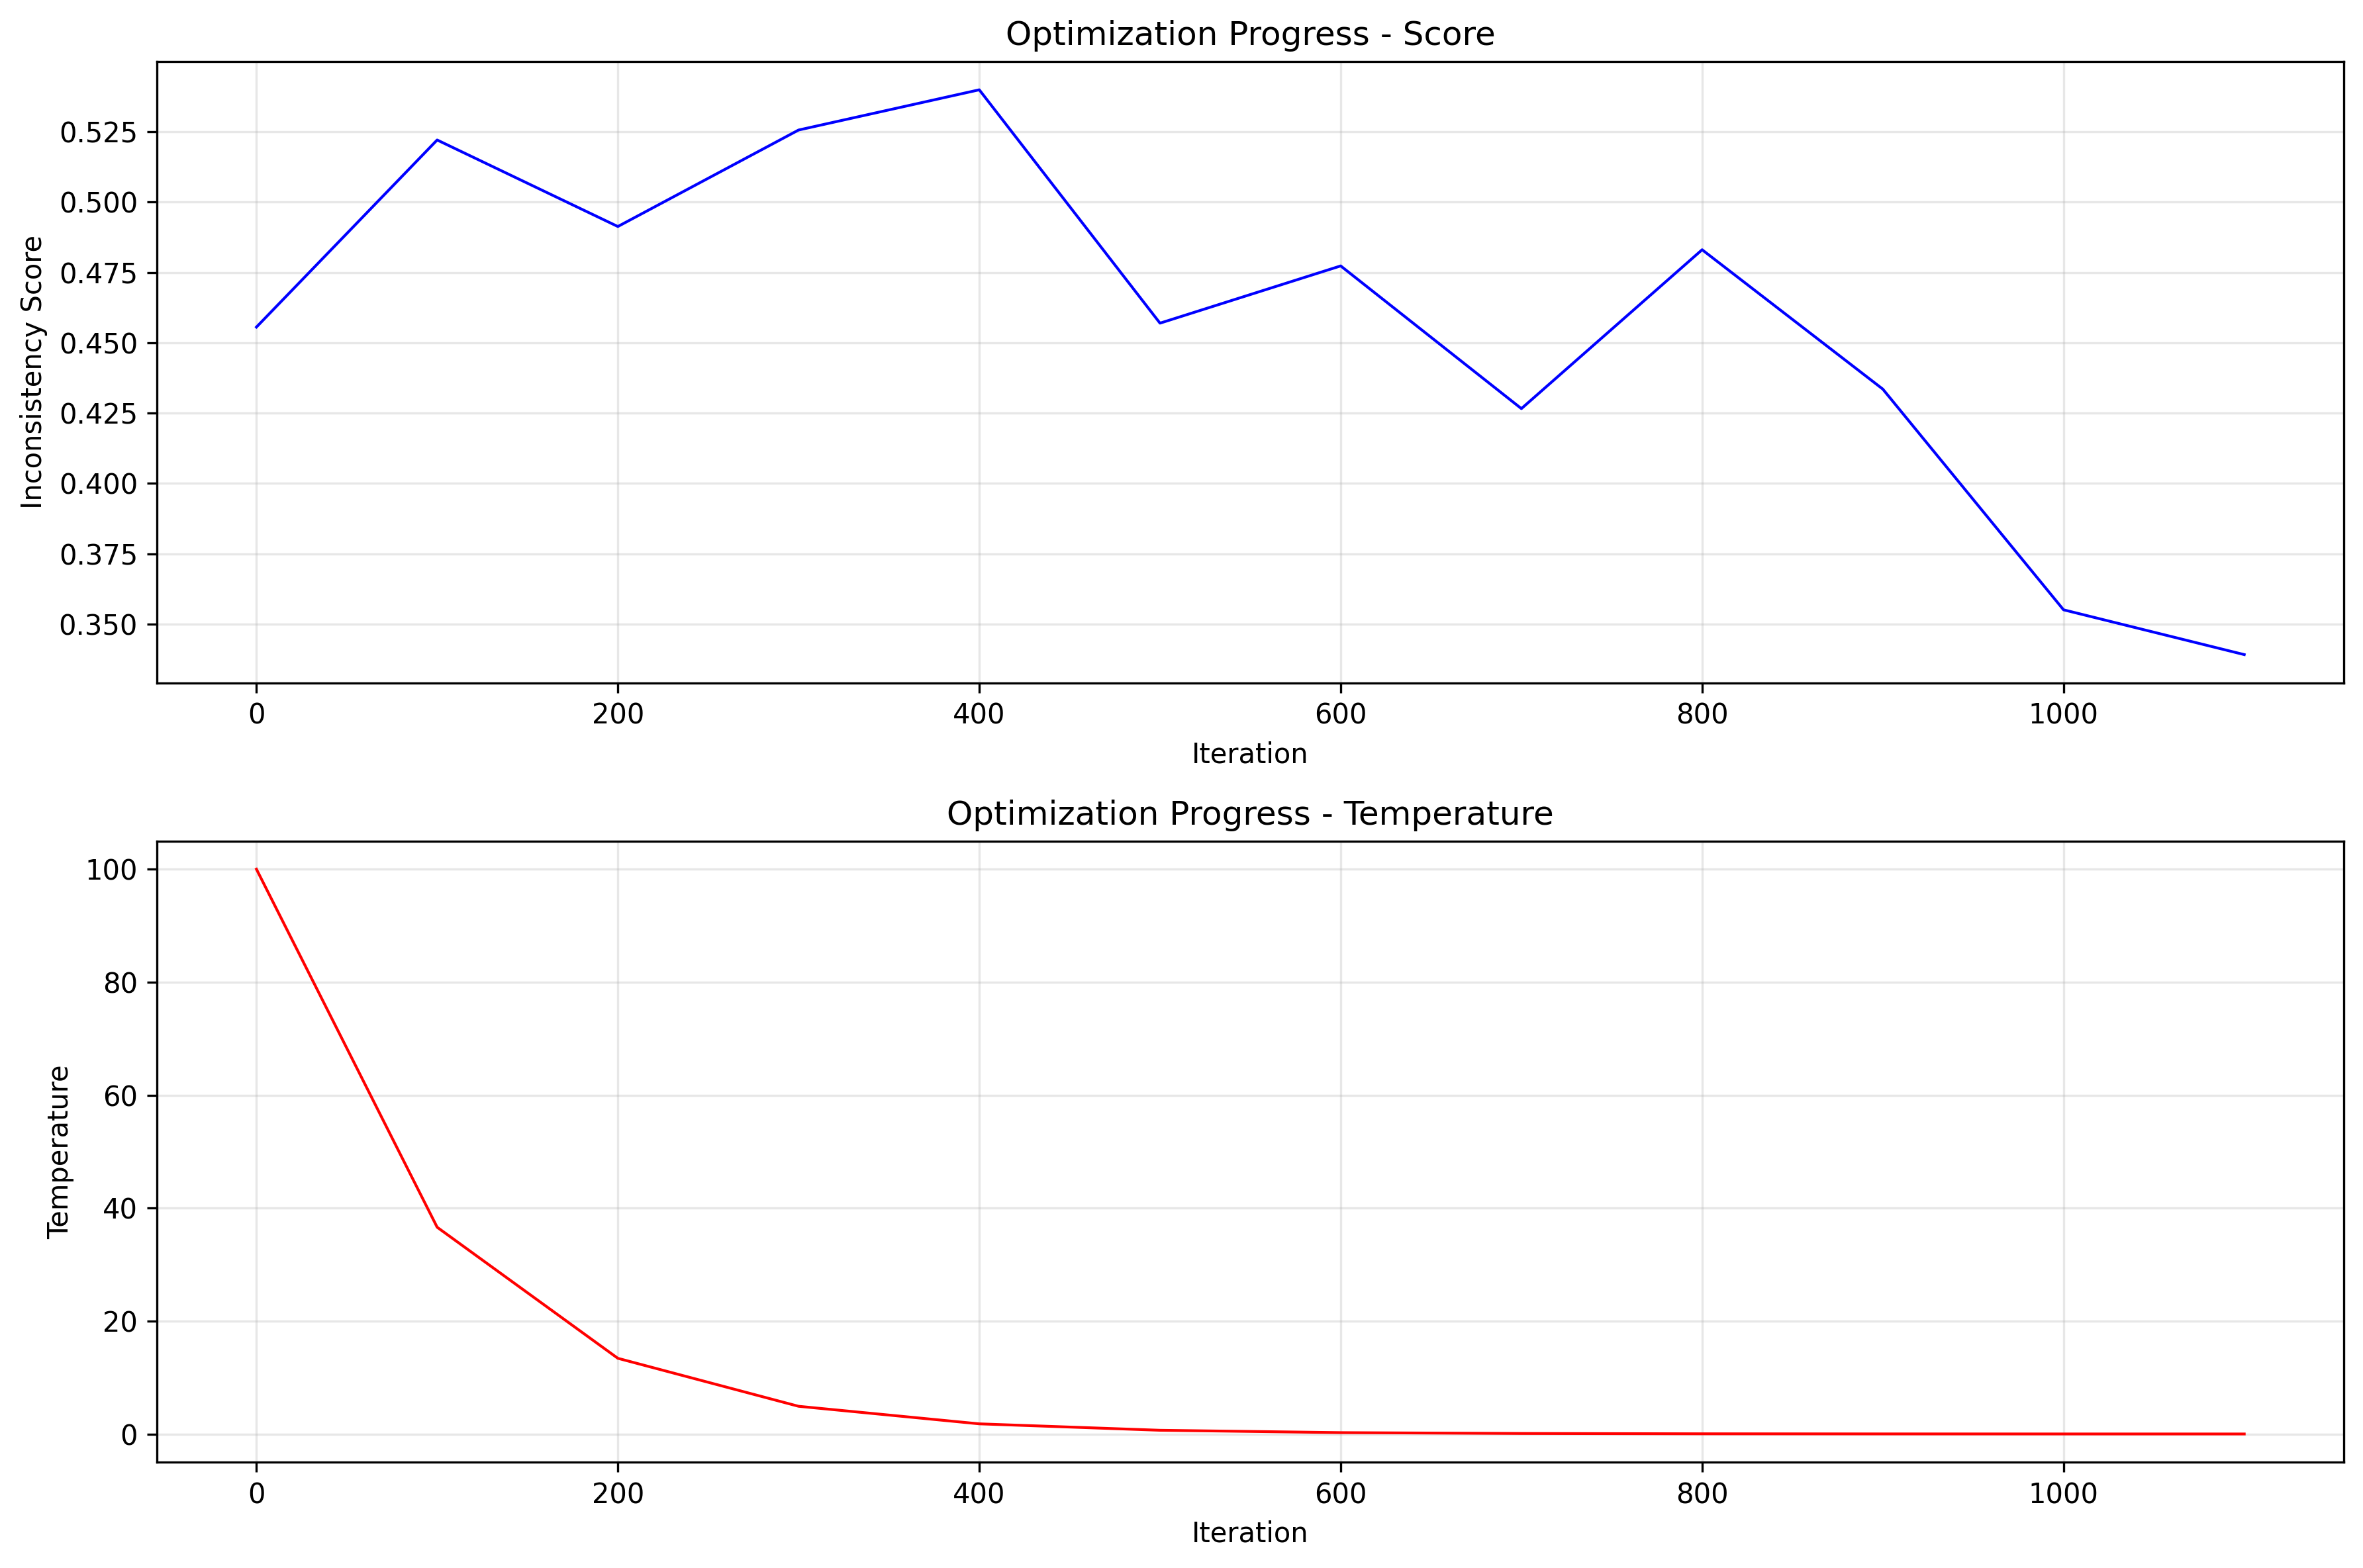 Optimization Progress - Score
Inconsistency Score
0.525
0.500
0.475
0.450
0.425
0.400
0.375
0.350
0 200 400 600 800 1000
Iteration
Optimization Progress - Temperature
Temperature
100
80
60
40
20
0
0 200 400 600 800 1000
Iteration